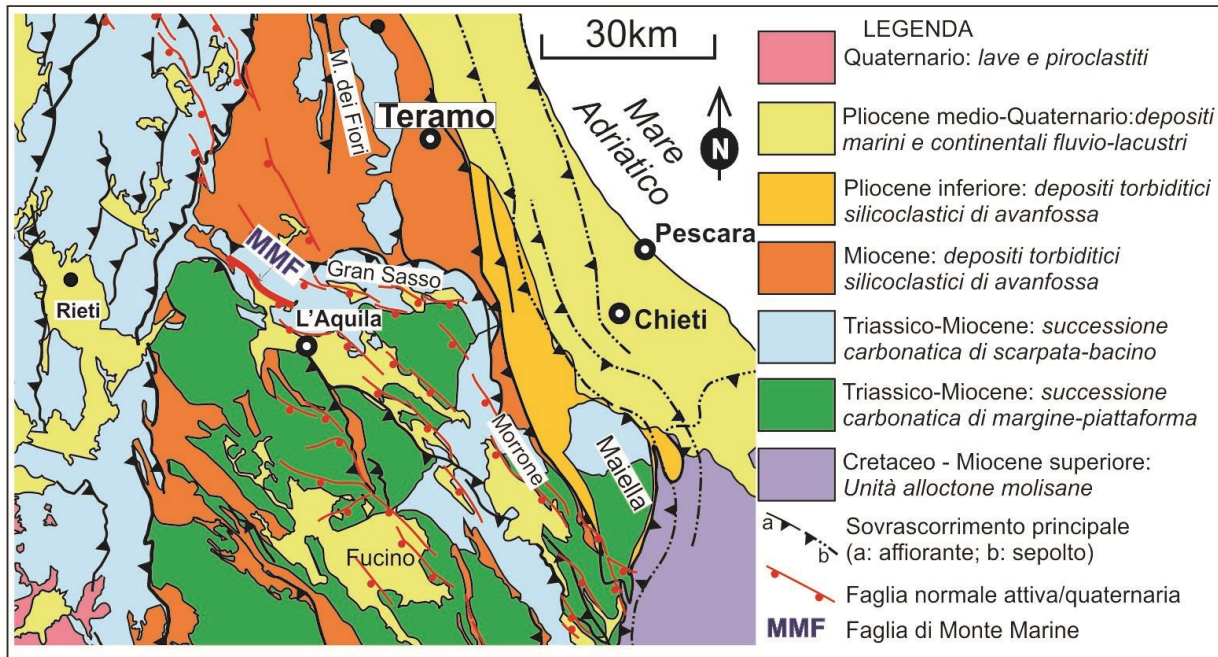 M. dei Fiori
30km
Teramo
Mare
Adriatico
N
MMF
Gran Sasso
Pescara
Rieti
L'Aquila
Chieti
Morrone
Maiella
Fucino
LEGENDA
Quaternario: lave e piroclastiti
Pliocene medio-Quaternario:depositi
marini e continentali fluvio-lacustri
Pliocene inferiore: depositi torbiditici
silicoclastici di avanfossa
Miocene: depositi torbiditici
silicoclastici di avanfossa
Triassico-Miocene: successione
carbonatica di scarpata-bacino
Triassico-Miocene: successione
carbonatica di margine-piattaforma
Cretaceo - Miocene superiore:
Unità alloctone molisane
a
b
Sovrascorrimento principale
(a: affiorante; b: sepolto)
Faglia normale attiva/quaternaria
MMF Faglia di Monte Marine